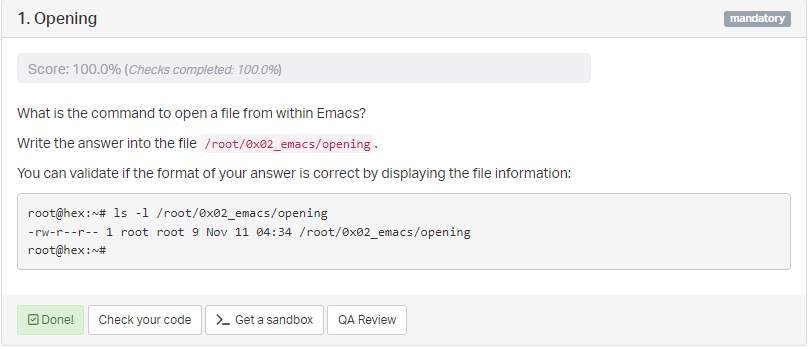 1. Opening
mandatory
Score: 100.0% (Checks completed: 100.0%)
What is the command to open a file from within Emacs?
Write the answer into the file /root/0x02_emacs/opening.
You can validate if the format of your answer is correct by displaying the file information:
root@hex:~# ls -l /root/0x02_emacs/opening
-rw-r--r-- 1 root root 9 Nov 11 04:34 /root/0x02_emacs/opening
root@hex:~#
Done! Check your code >_ Get a sandbox QA Review